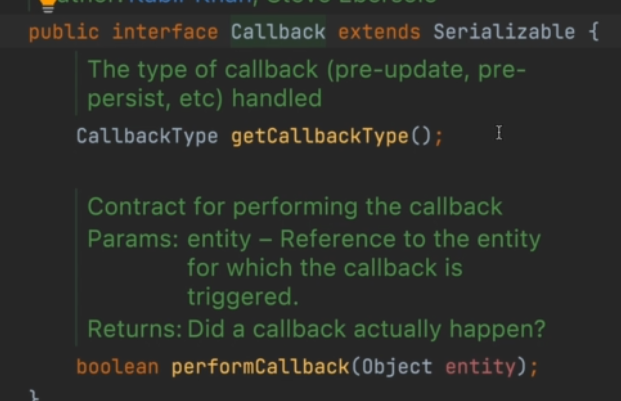 public interface Callback extends Serializable {
The type of callback (pre-update, pre-
persist, etc) handled
CallbackType getCallbackType();
Contract for performing the callback
Params: entity – Reference to the entity
for which the callback is
triggered.
Returns: Did a callback actually happen?
boolean performCallback(Object entity);
}